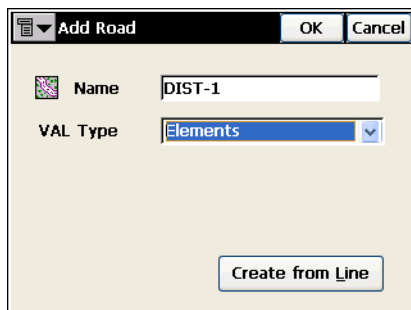 Add Road OK Cancel
Name DIST-1
VAL Type Elements
Create from Line